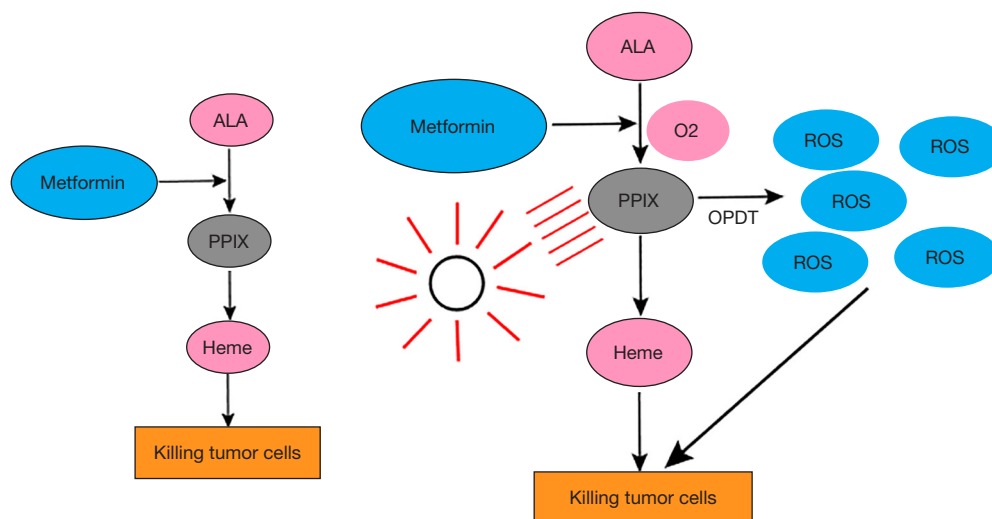 ALA
Metformin
PPIX
Heme
Killing tumor cells
ALA
Metformin
O2
PPIX
OPDT
ROS
ROS
ROS
ROS
ROS
Heme
Killing tumor cells